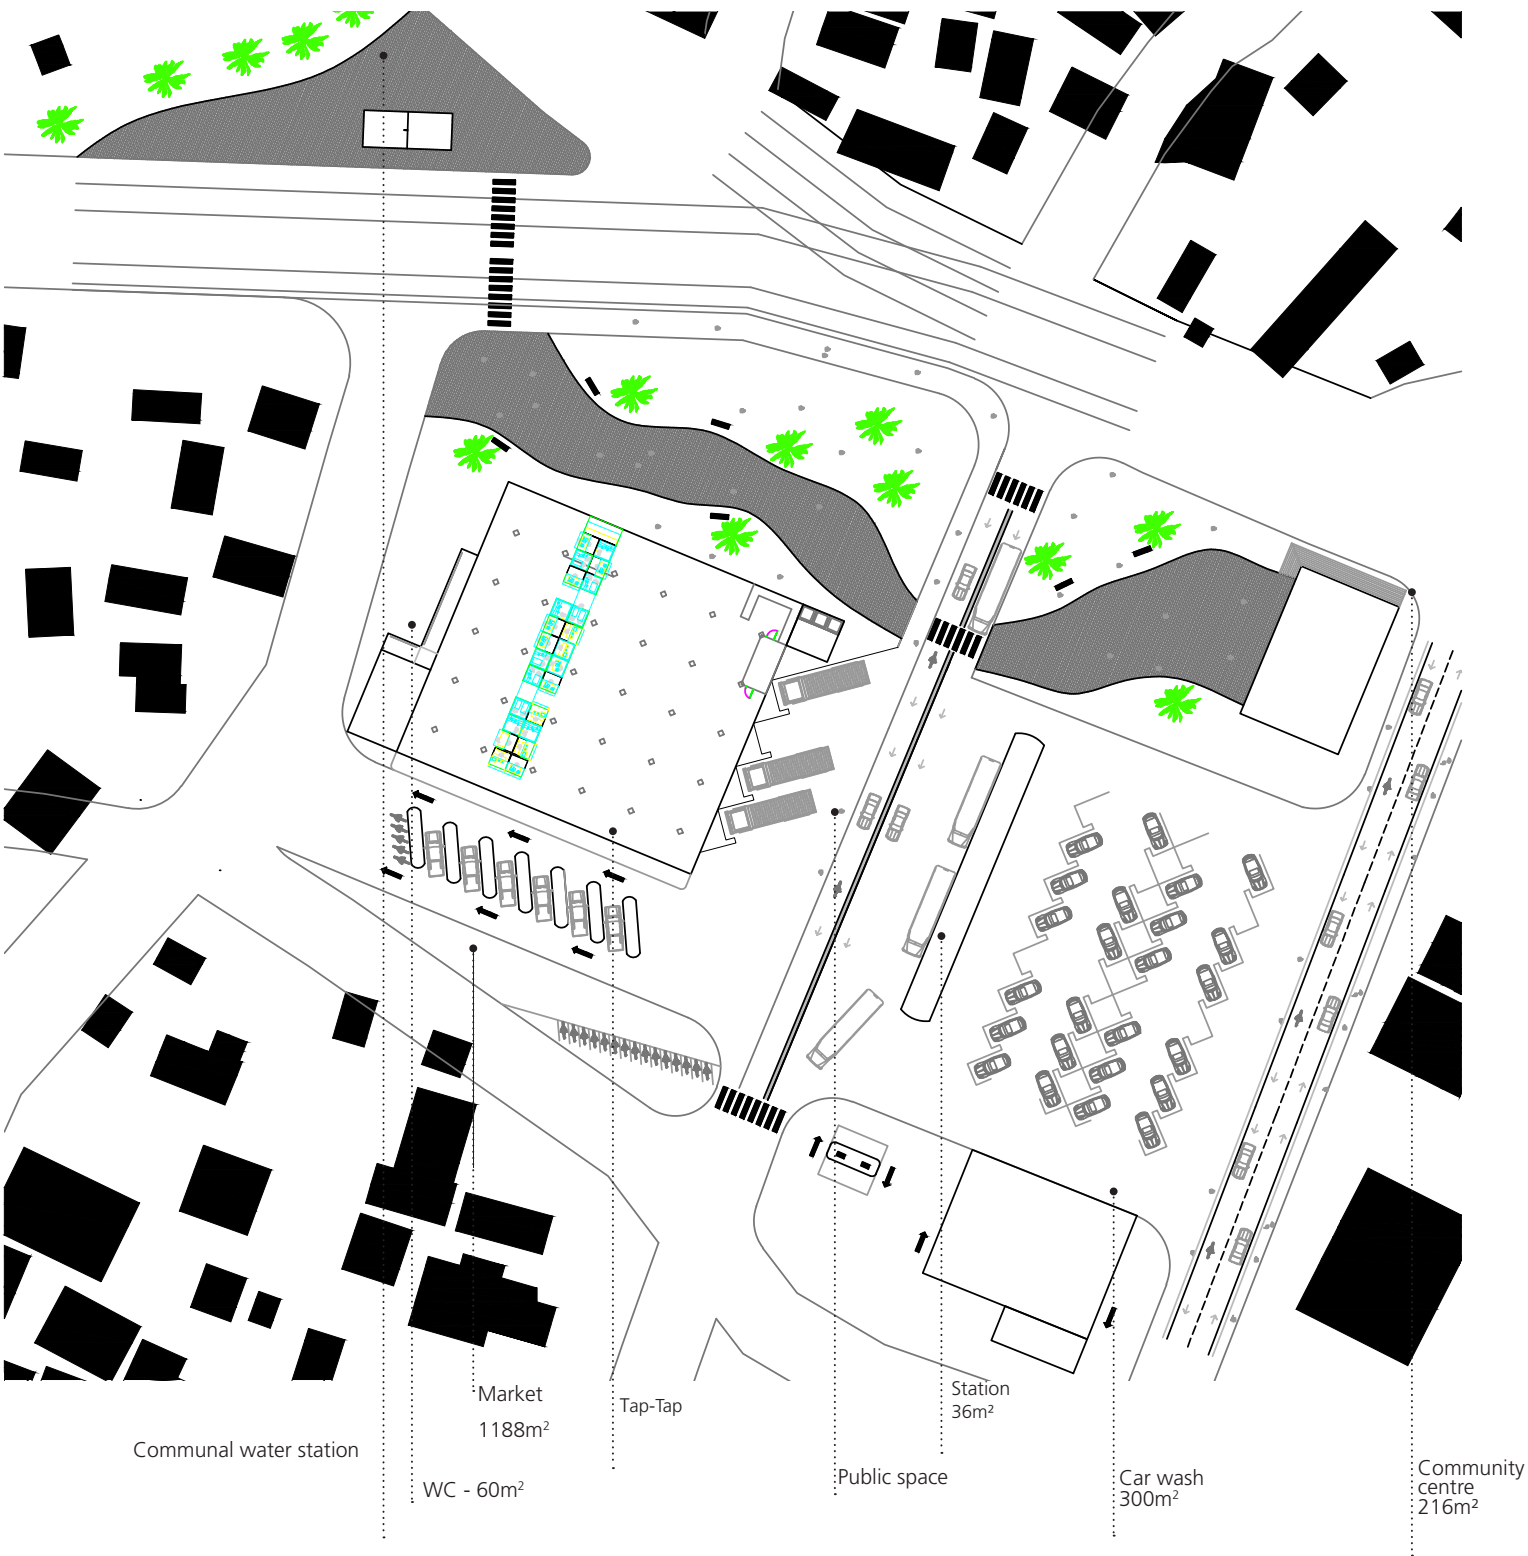 Market
1188m²
Tap-Tap
Station
36m²
Communal water station
WC - 60m²
Public space
Car wash
300m²
Community
centre
216m²